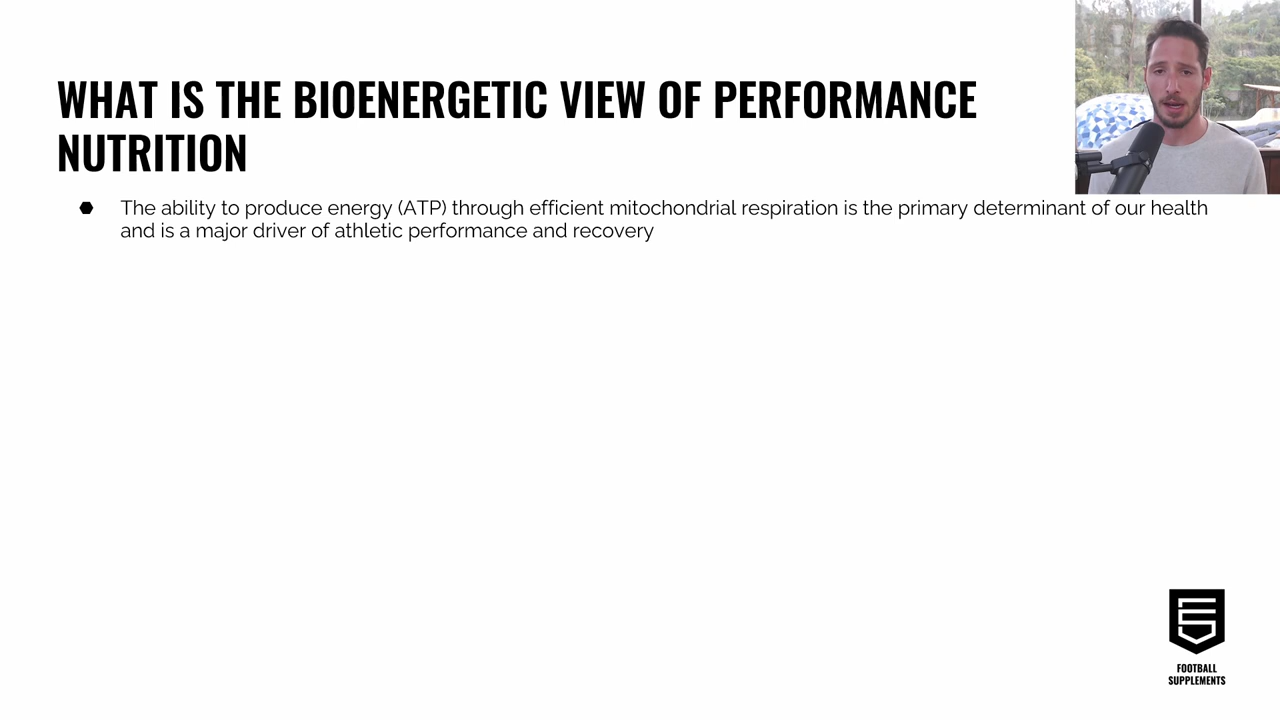 WHAT IS THE BIOENERGETIC VIEW OF PERFORMANCE
NUTRITION
The ability to produce energy (ATP) through efficient mitochondrial respiration is the primary determinant of our health
and is a major driver of athletic performance and recovery
FOOTBALL
SUPPLEMENTS